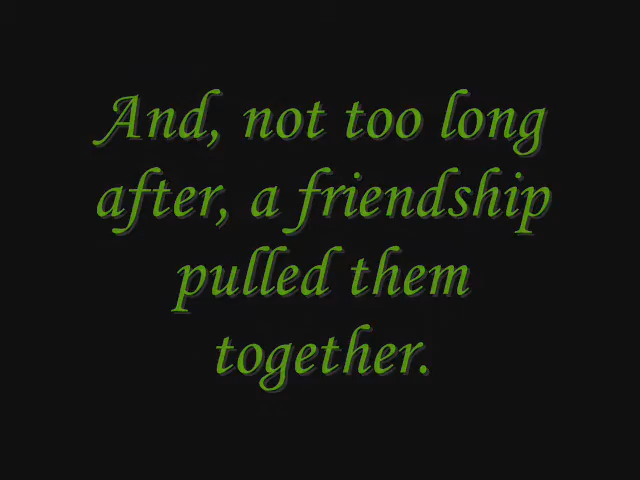 And, not too long
after, a friendship
pulled them
together.